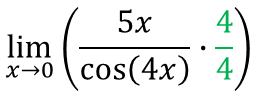 lim x→0 ( 5x / cos(4x) · 4 / 4 )